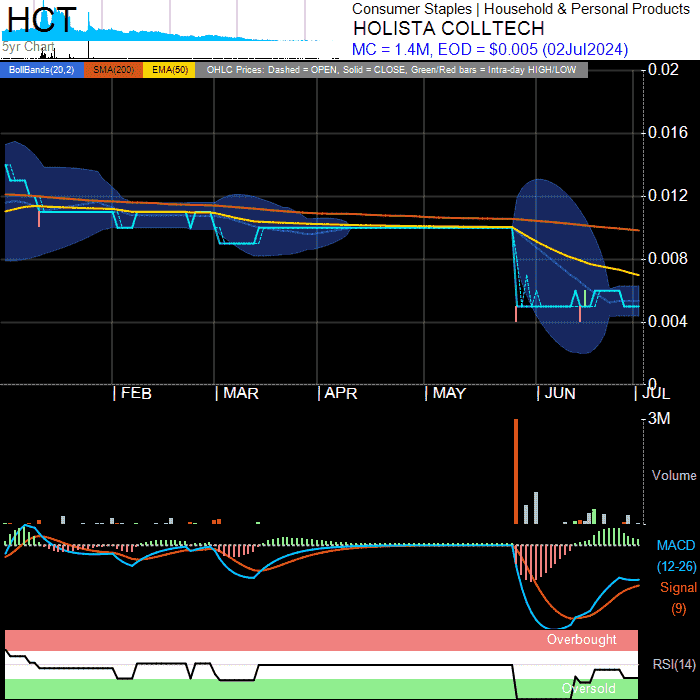 HCT
5yr Chart
Consumer Staples | Household & Personal Products
HOLISTA COLLTECH
MC = 1.4M, EOD = $0.005 (02Jul2024)
BollBands(20,2) SMA(200) EMA(50) OHLC Prices: Dashed = OPEN, Solid = CLOSE, Green/Red bars = Intra-day HIGH/LOW
0.02
0.016
0.012
0.008
0.004
0
FEB MAR APR MAY JUN JUL
3M
Volume
MACD
(12-26)
Signal
(9)
Overbought
RSI(14)
Oversold